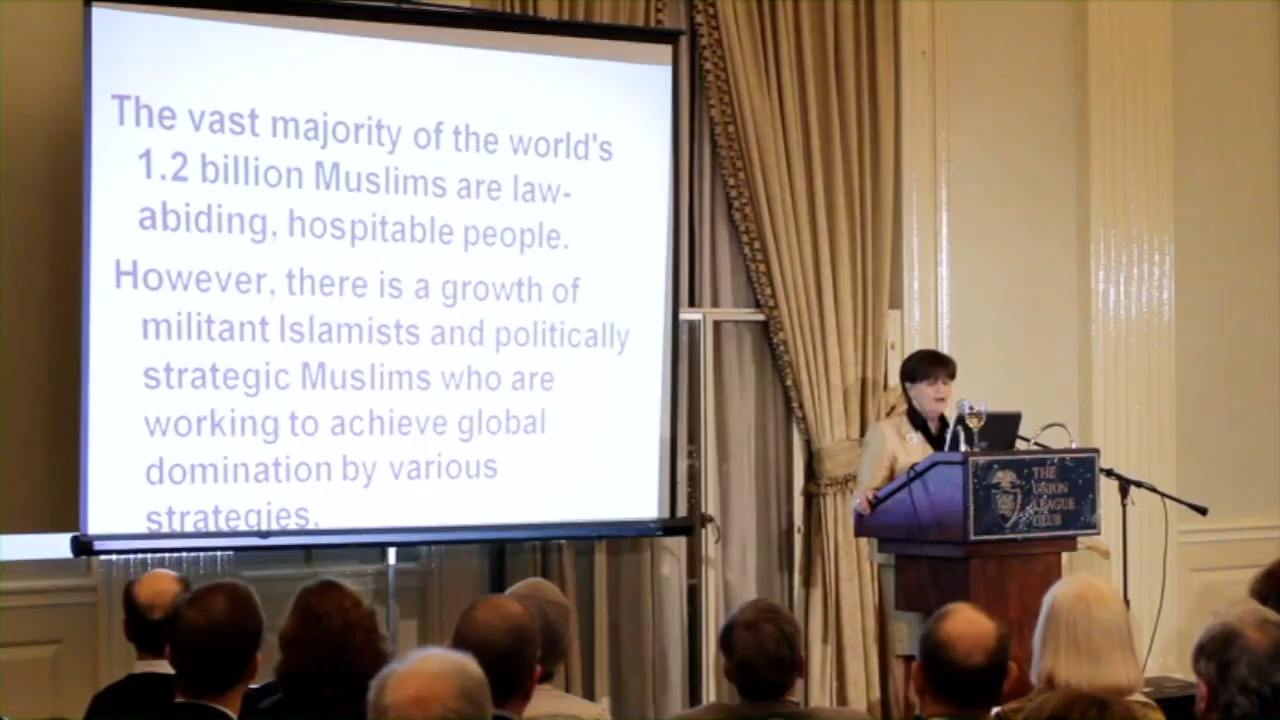 The vast majority of the world's
1.2 billion Muslims are law-
abiding, hospitable people.
However, there is a growth of
militant Islamists and politically
strategic Muslims who are
working to achieve global
domination by various
strategies.
THE
UNION
LEAGUE
CLUB